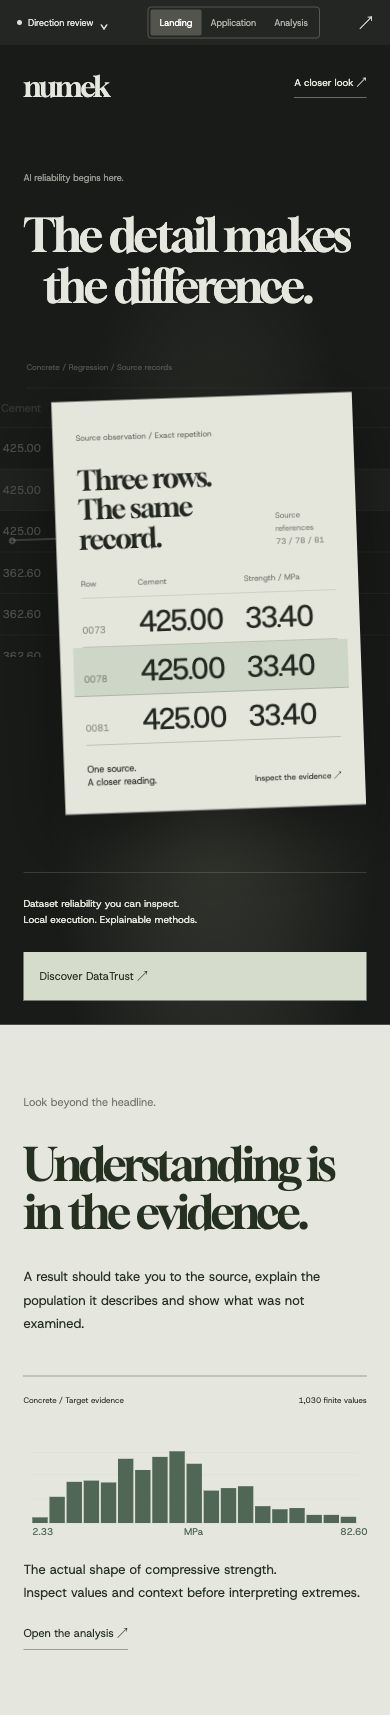 Direction review
Landing Application Analysis
numek
A closer look
AI reliability begins here.
The detail makes
the difference.
Concrete / Regression / Source records
Cement
425.00
425.00
425.00
362.60
362.60
362.60
Source observation / Exact repetition
Three rows.
The same
record.
Source
references
73 / 78 / 81
Row Cement Strength / MPa
0073 425.00 33.40
0078 425.00 33.40
0081 425.00 33.40
One source.
A closer reading.
Inspect the evidence
Dataset reliability you can inspect.
Local execution. Explainable methods.
Discover DataTrust
Look beyond the headline.
Understanding is
in the evidence.
A result should take you to the source, explain the
population it describes and show what was not
examined.
Concrete / Target evidence 1,030 finite values
2.33 MPa 82.60
The actual shape of compressive strength.
Inspect values and context before interpreting extremes.
Open the analysis